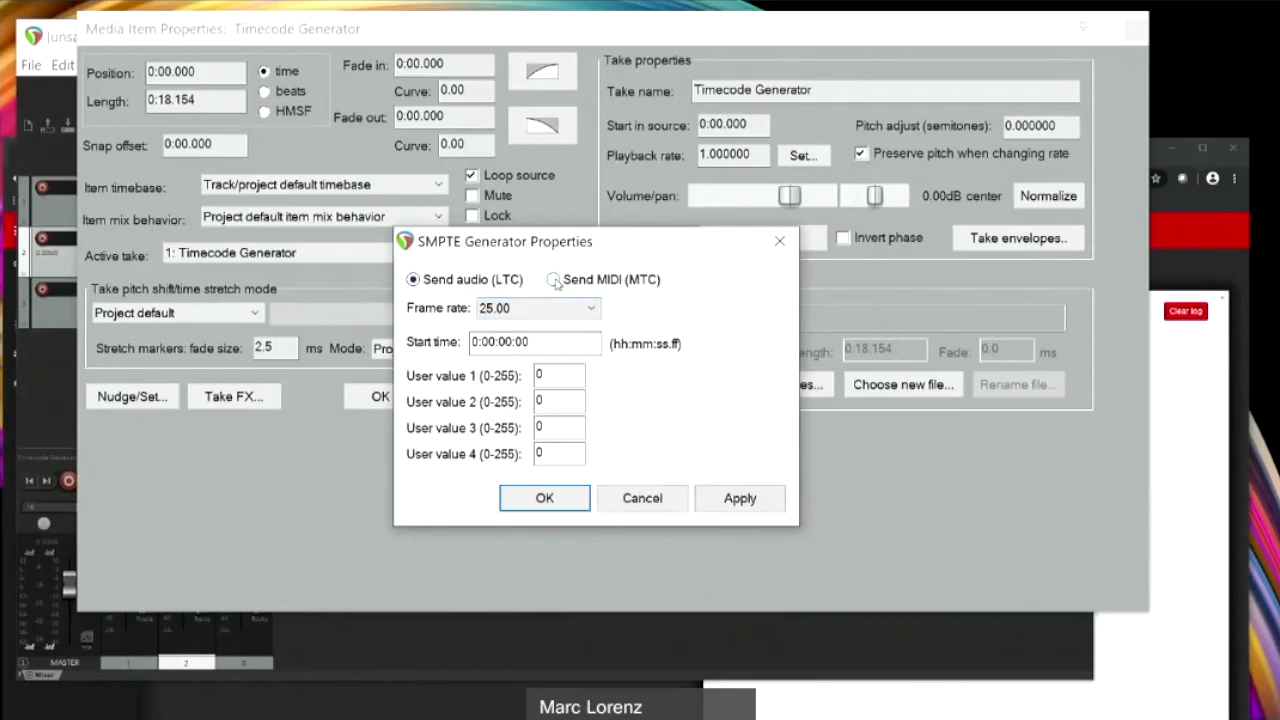 Media Item Properties: Timecode Generator
File Edit
Position: 0:00.000 time
beats
Length: 0:18.154 HMSF
Snap offset: 0:00.000
Fade in: 0:00.000
Curve: 0.00
Fade out: 0:00.000
Curve: 0.00
Item timebase: Track/project default timebase
Item mix behavior: Project default item mix behavior
Active take: 1: Timecode Generator
Loop source
Mute
Lock
Take pitch shift/time stretch mode
Project default
Stretch markers: fade size: 2.5 ms Mode: Pro
Nudge/Set... Take FX... OK
Take properties
Take name: Timecode Generator
Start in source: 0:00.000 Pitch adjust (semitones): 0.000000
Playback rate: 1.000000 Set... Preserve pitch when changing rate
Volume/pan: 0.00dB center Normalize
Invert phase Take envelopes..
0:18.154 Fade: 0.0 ms
Choose new file... Rename file...
SMPTE Generator Properties
Send audio (LTC) Send MIDI (MTC)
Frame rate: 25.00
Start time: 0:00:00:00 (hh:mm:ss.ff)
User value 1 (0-255): 0
User value 2 (0-255): 0
User value 3 (0-255): 0
User value 4 (0-255): 0
OK Cancel Apply
Clear log
MASTER 1 2 3
Mixer
Marc Lorenz